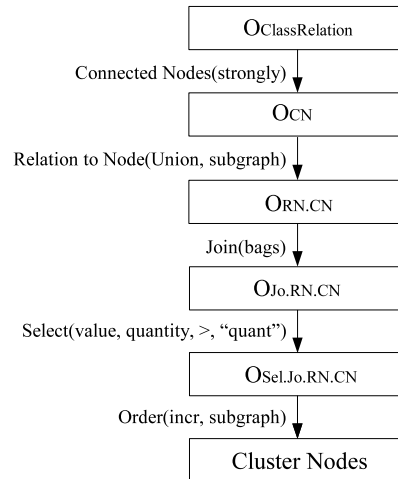 OClassRelation
Connected Nodes(strongly)
OCN
Relation to Node(Union, subgraph)
ORN.CN
Join(bags)
OJo.RN.CN
Select(value, quantity, >, “quant”)
OSel.Jo.RN.CN
Order(incr, subgraph)
Cluster Nodes